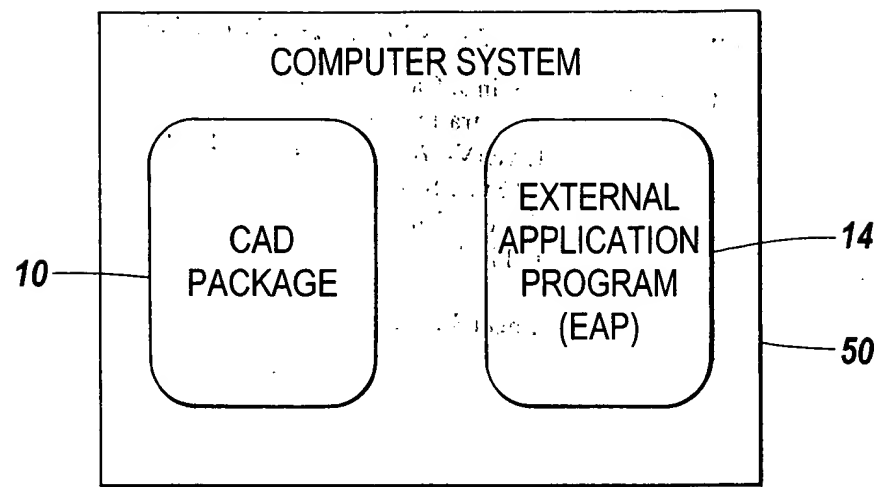 COMPUTER SYSTEM
CAD
PACKAGE
EXTERNAL
APPLICATION
PROGRAM
(EAP)
10
14
50